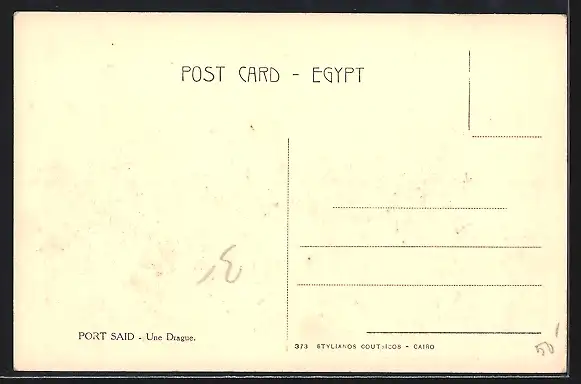 POST CARD - EGYPT
PORT SAID - Une Drague.
373 STYLIANOS COUTSICOS - CAIRO
50